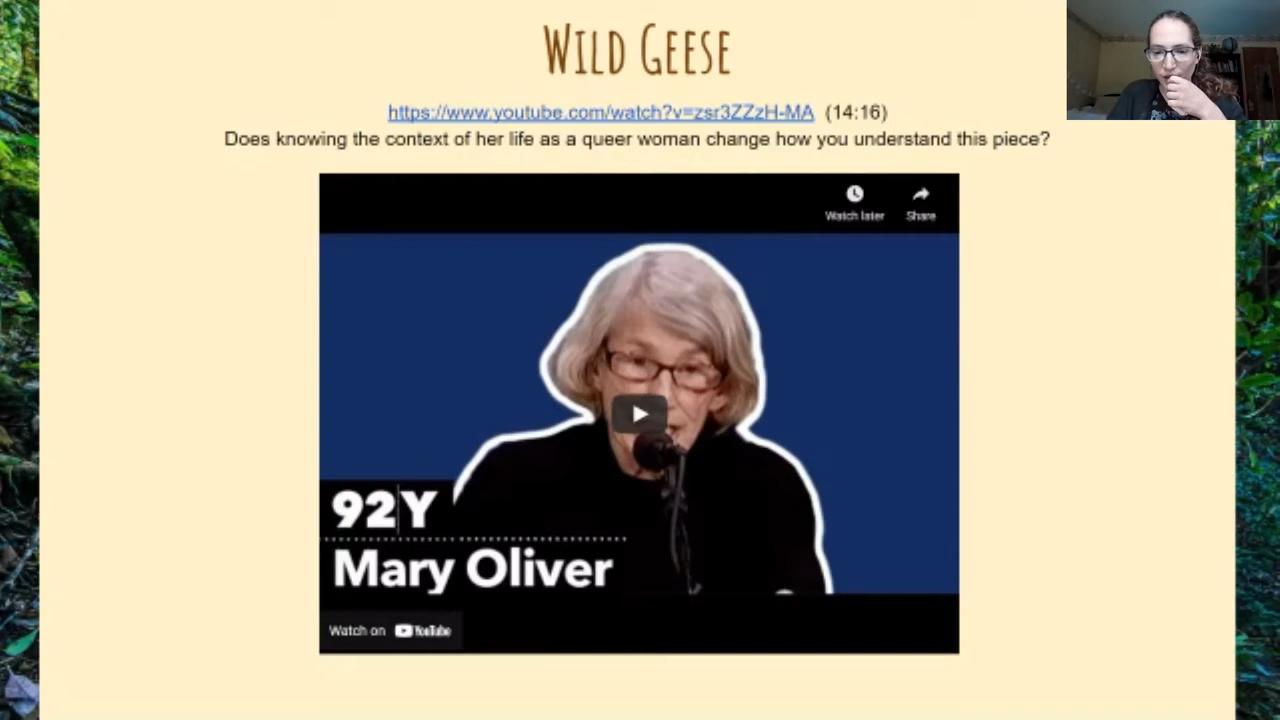 WILD GEESE
https://www.youtube.com/watch?v=zsr3ZZzH-MA (14:16)
Does knowing the context of her life as a queer woman change how you understand this piece?
Watch later Share
92Y
Mary Oliver
Watch on YouTube